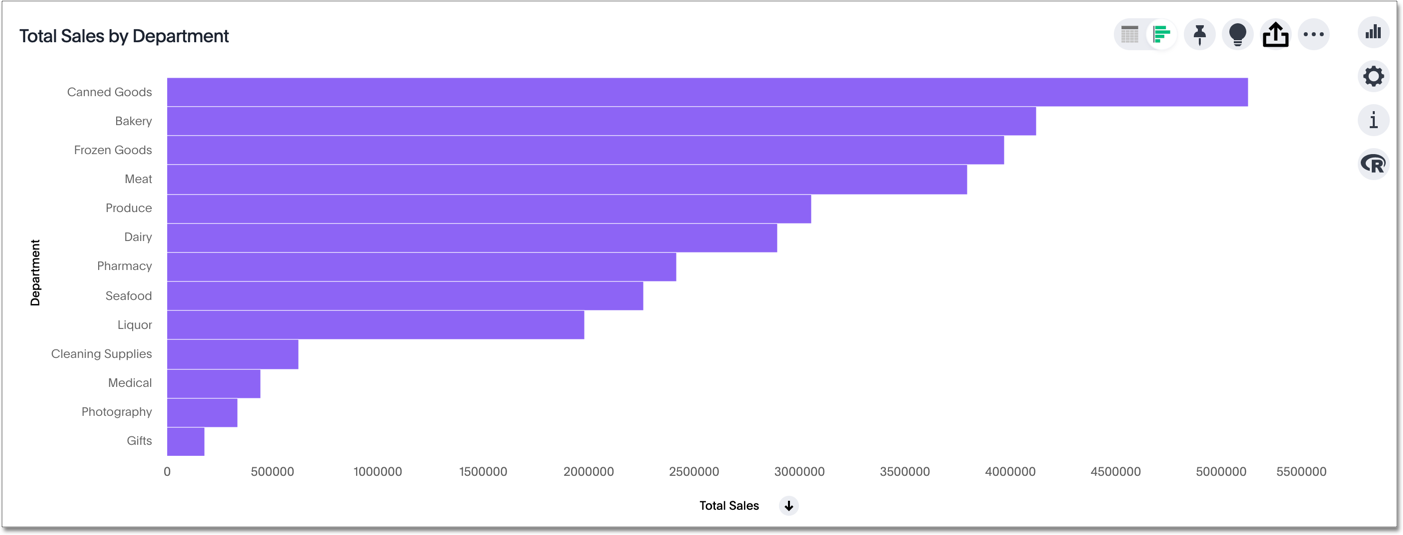 Total Sales by Department
i
R
Department
Canned Goods
Bakery
Frozen Goods
Meat
Produce
Dairy
Pharmacy
Seafood
Liquor
Cleaning Supplies
Medical
Photography
Gifts
0 500000 1000000 1500000 2000000 2500000 3000000 3500000 4000000 4500000 5000000 5500000
Total Sales